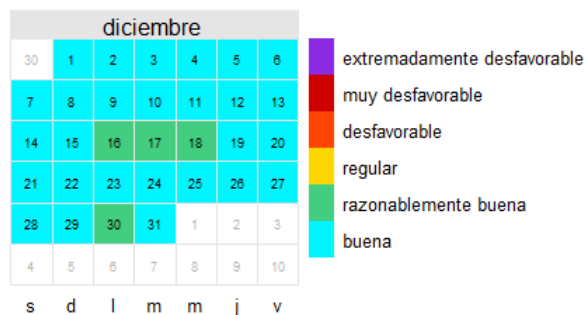 diciembre
30 1 2 3 4 5 6
7 8 9 10 11 12 13
14 15 16 17 18 19 20
21 22 23 24 25 26 27
28 29 30 31 1 2 3
4 5 6 7 8 9 10
s d l m m j v
extremadamente desfavorable
muy desfavorable
desfavorable
regular
razonablemente buena
buena